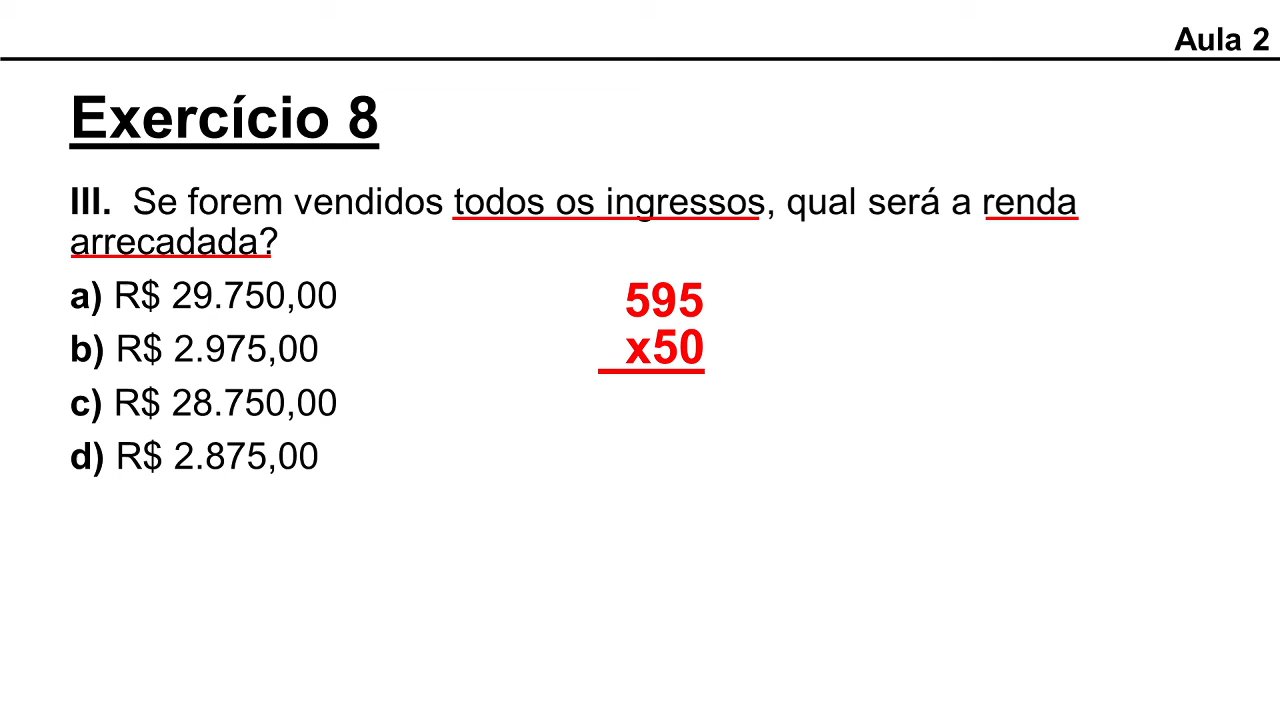 Aula 2
Exercício 8
III. Se forem vendidos todos os ingressos, qual será a renda
arrecadada?
a) R$ 29.750,00
b) R$ 2.975,00
c) R$ 28.750,00
d) R$ 2.875,00
595
x50